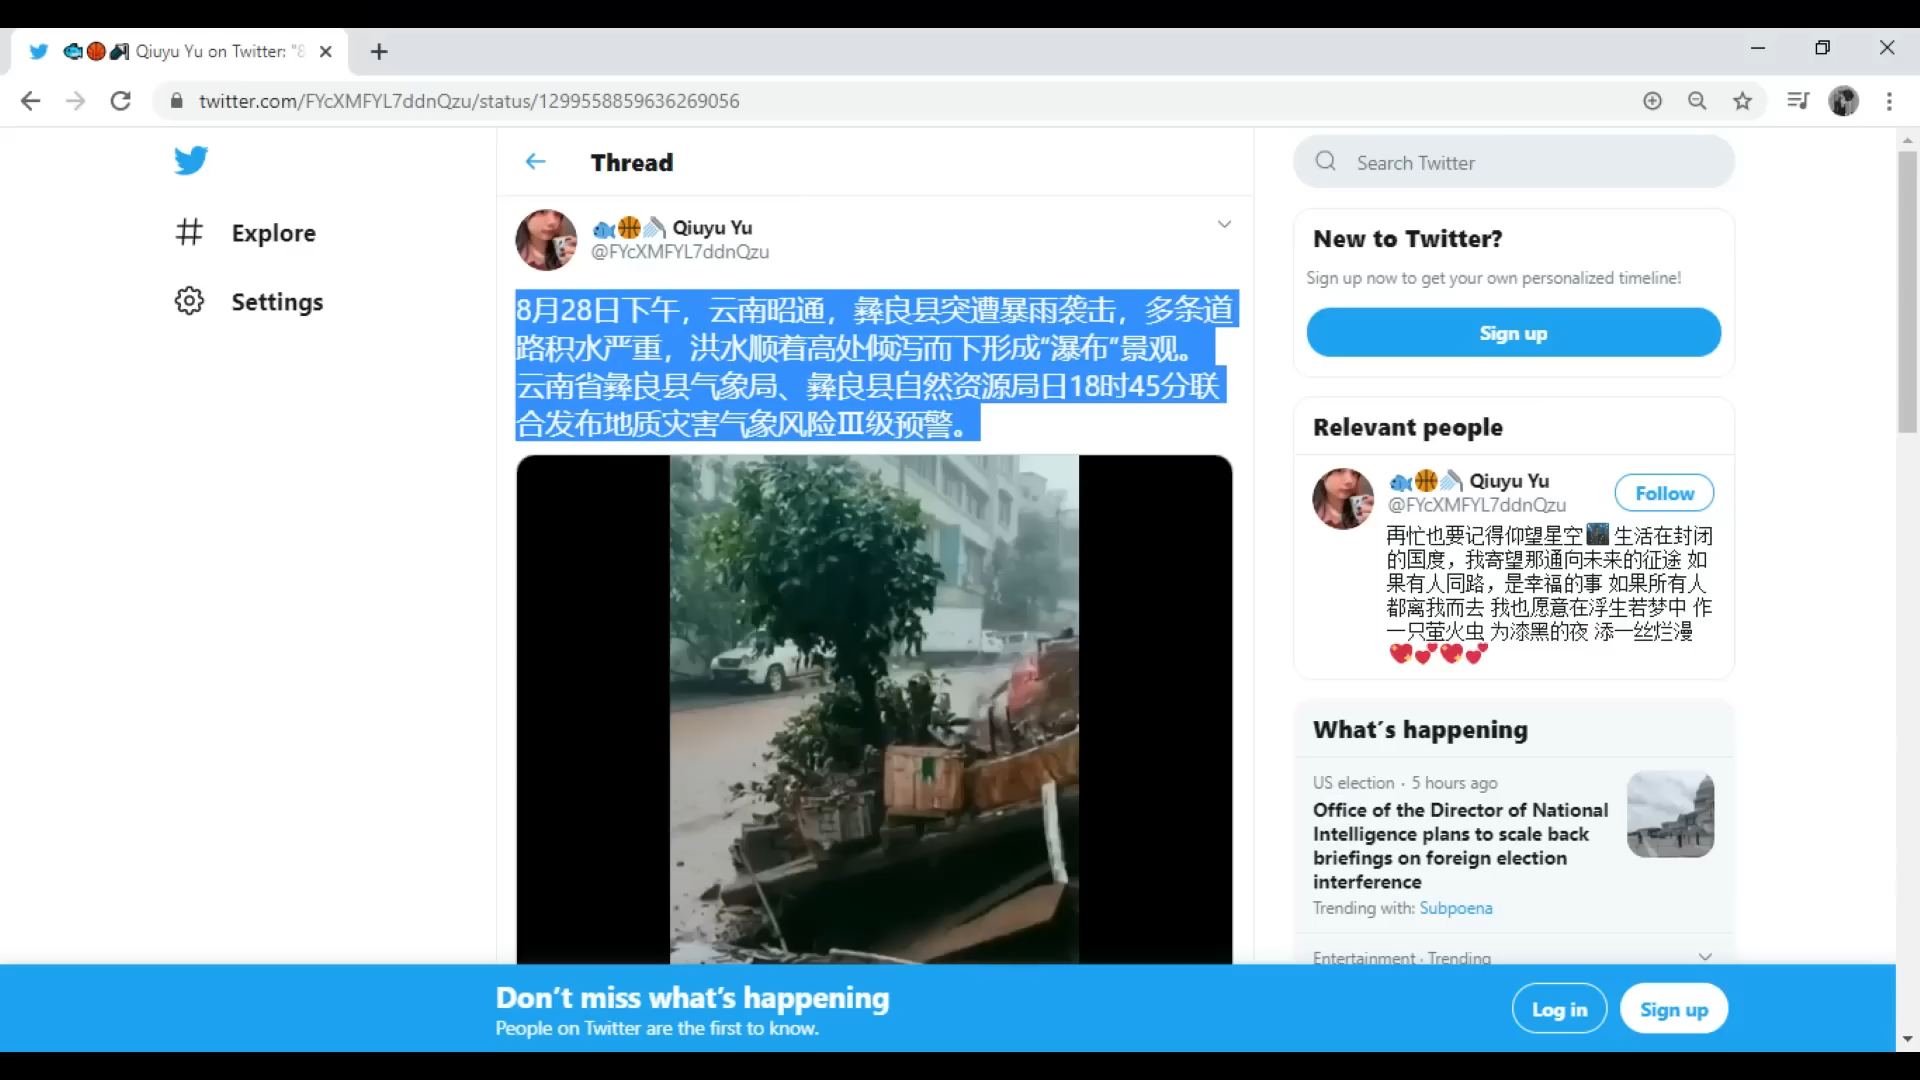 Qiuyu Yu on Twitter: "8
twitter.com/FYcXMFYL7ddnQzu/status/1299558859636269056
Explore
Settings
Thread
Qiuyu Yu
@FYcXMFYL7ddnQzu
8月28日下午，云南昭通，彝良县突遭暴雨袭击，多条道
路积水严重，洪水顺着高处倾泻而下形成“瀑布”景观。
云南省彝良县气象局、彝良县自然资源局日18时45分联
合发布地质灾害气象风险Ⅲ级预警。
Search Twitter
New to Twitter?
Sign up now to get your own personalized timeline!
Sign up
Relevant people
Qiuyu Yu
@FYcXMFYL7ddnQzu
Follow
再忙也要记得仰望星空 生活在封闭
的国度，我寄望那通向未来的征途 如
果有人同路，是幸福的事 如果所有人
都离我而去 我也愿意在浮生若梦中 作
一只萤火虫 为漆黑的夜 添一丝烂漫
What's happening
US election · 5 hours ago
Office of the Director of National
Intelligence plans to scale back
briefings on foreign election
interference
Trending with: Subpoena
Entertainment · Trending
Don't miss what's happening
People on Twitter are the first to know.
Log in
Sign up